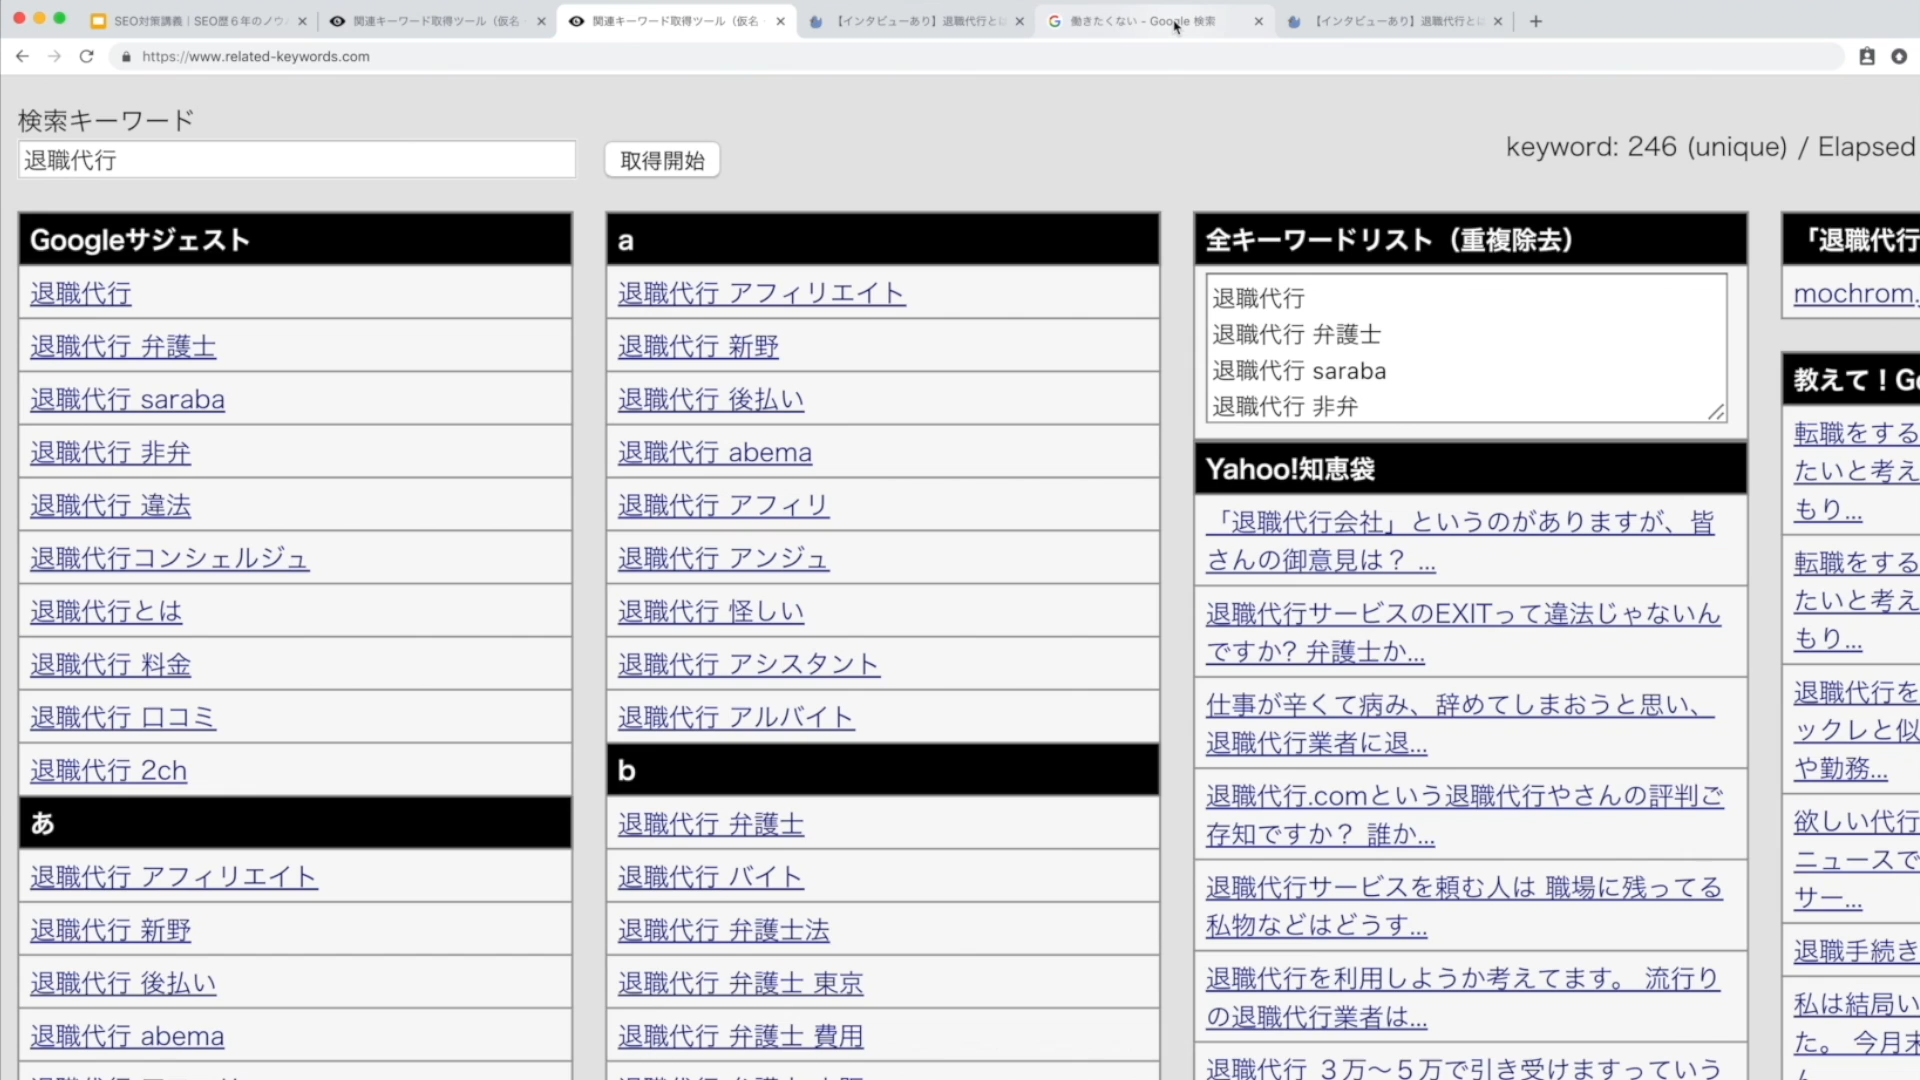 SEO対策講義｜SEO歴６年のノウ
関連キーワード取得ツール（仮名
関連キーワード取得ツール（仮名
【インタビューあり】退職代行とは
働きたくない - Google 検索
【インタビューあり】退職代行とに
https://www.related-keywords.com
検索キーワード
退職代行
取得開始
keyword: 246 (unique) / Elapsed
Googleサジェスト
退職代行
退職代行 弁護士
退職代行 saraba
退職代行 非弁
退職代行 違法
退職代行コンシェルジュ
退職代行とは
退職代行 料金
退職代行 口コミ
退職代行 2ch
あ
退職代行 アフィリエイト
退職代行 新野
退職代行 後払い
退職代行 abema
a
退職代行 アフィリエイト
退職代行 新野
退職代行 後払い
退職代行 abema
退職代行 アフィリ
退職代行 アンジュ
退職代行 怪しい
退職代行 アシスタント
退職代行 アルバイト
b
退職代行 弁護士
退職代行 バイト
退職代行 弁護士法
退職代行 弁護士 東京
退職代行 弁護士 費用
全キーワードリスト（重複除去）
退職代行
退職代行 弁護士
退職代行 saraba
退職代行 非弁
Yahoo!知恵袋
「退職代行会社」というのがありますが、皆
さんの御意見は？ ...
退職代行サービスのEXITって違法じゃないん
ですか? 弁護士か...
仕事が辛くて病み、辞めてしまおうと思い、
退職代行業者に退...
退職代行.comという退職代行やさんの評判ご
存知ですか？ 誰か...
退職代行サービスを頼む人は 職場に残ってる
私物などはどうす...
退職代行を利用しようか考えてます。 流行り
の退職代行業者は...
退職代行 ３万〜５万で引き受けますっていう
「退職代行
mochrom.
教えて！Go
転職をする
たいと考え
もり...
転職をする
たいと考え
もり...
退職代行を
ックレと似
や勤務...
欲しい代行
ニュースで
サー...
退職手続き
私は結局い
た。 今月末